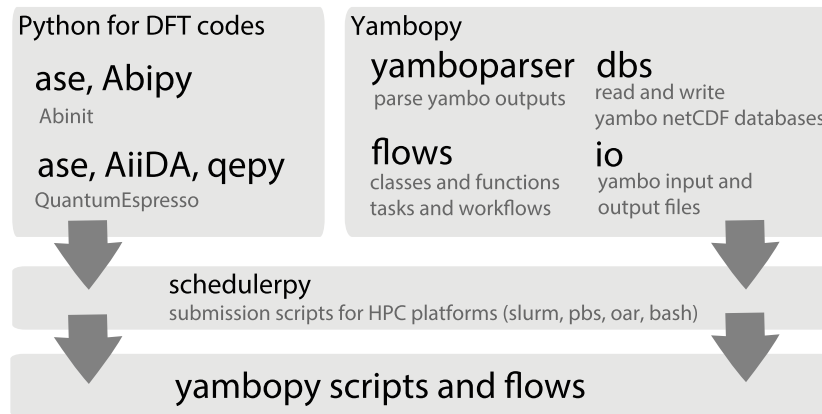 Python for DFT codes
ase, Abipy
Abinit
ase, AiiDA, qepy
QuantumEspresso
Yambopy
yamboparser
parse yambo outputs
dbs
read and write
yambo netCDF databases
flows
classes and functions
tasks and workflows
io
yambo input and
output files
schedulerpy
submission scripts for HPC platforms (slurm, pbs, oar, bash)
yambopy scripts and flows